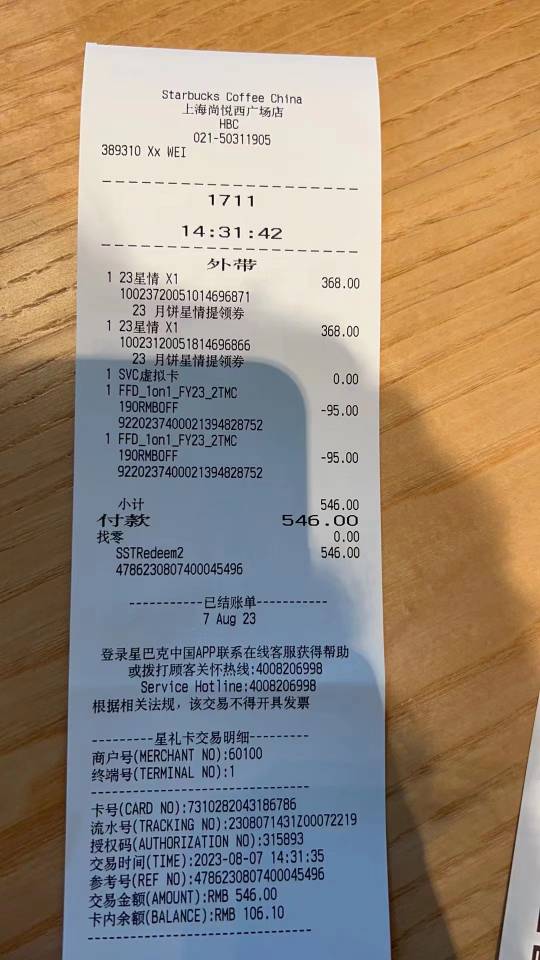 Starbucks Coffee China
上海尚悦西广场店
HBC
021-50311905
389310 Xx WEI
--------------------
1711
14:31:42
--------------------
外带
1 23星情 X1 368.00
10023720051014696871
23 月饼星情提领券
1 23星情 X1 368.00
10023120051814696866
23 月饼星情提领券
1 SVC虚拟卡 0.00
1 FFD_1on1_FY23_2TMC
190RMBOFF -95.00
9220237400021394828752
1 FFD_1on1_FY23_2TMC
190RMBOFF -95.00
9220237400021394828752
小计 546.00
付款 546.00
找零 0.00
SSTRedeem2 546.00
4786230807400045496
-----------已结账单-----------
7 Aug 23
登录星巴克中国APP联系在线客服获得帮助
或拨打顾客关怀热线:4008206998
Service Hotline:4008206998
根据相关法规，该交易不得开具发票
---------星礼卡交易明细---------
商户号(MERCHANT NO):60100
终端号(TERMINAL NO):1
--------------------------------
卡号(CARD NO):7310282043186786
流水号(TRACKING NO):2308071431Z00072219
授权码(AUTHORIZATION NO):315893
交易时间(TIME):2023-08-07 14:31:35
参考号(REF NO):4786230807400045496
交易金额(AMOUNT):RMB 546.00
卡内余额(BALANCE):RMB 106.10
--------------------------------